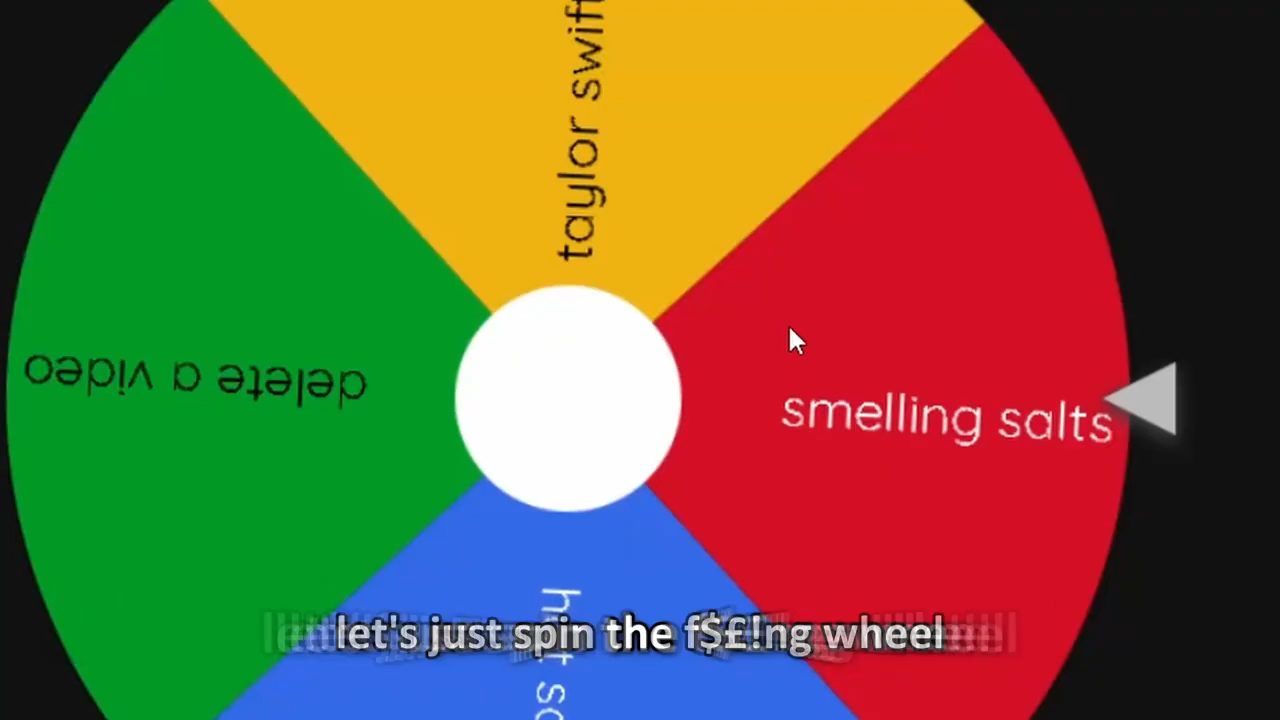 taylor swift
delete a video
smelling salts
let's just spin the f$£!ng wheel